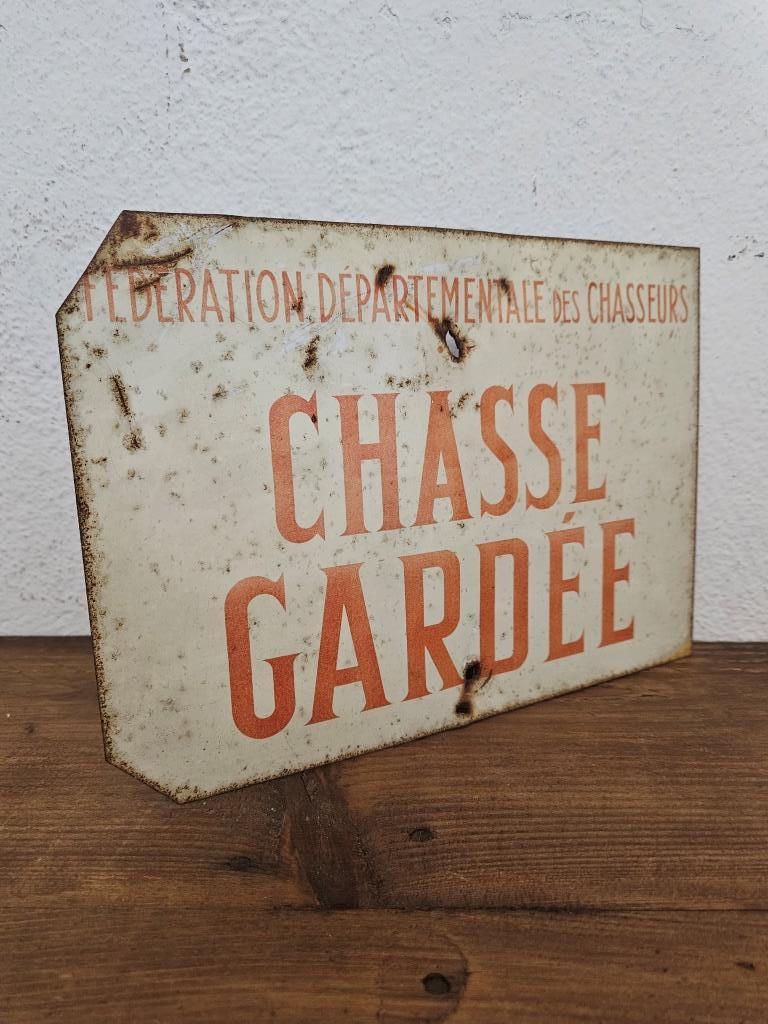 FÉDÉRATION DÉPARTEMENTALE DES CHASSEURS
CHASSE
GARDÉE